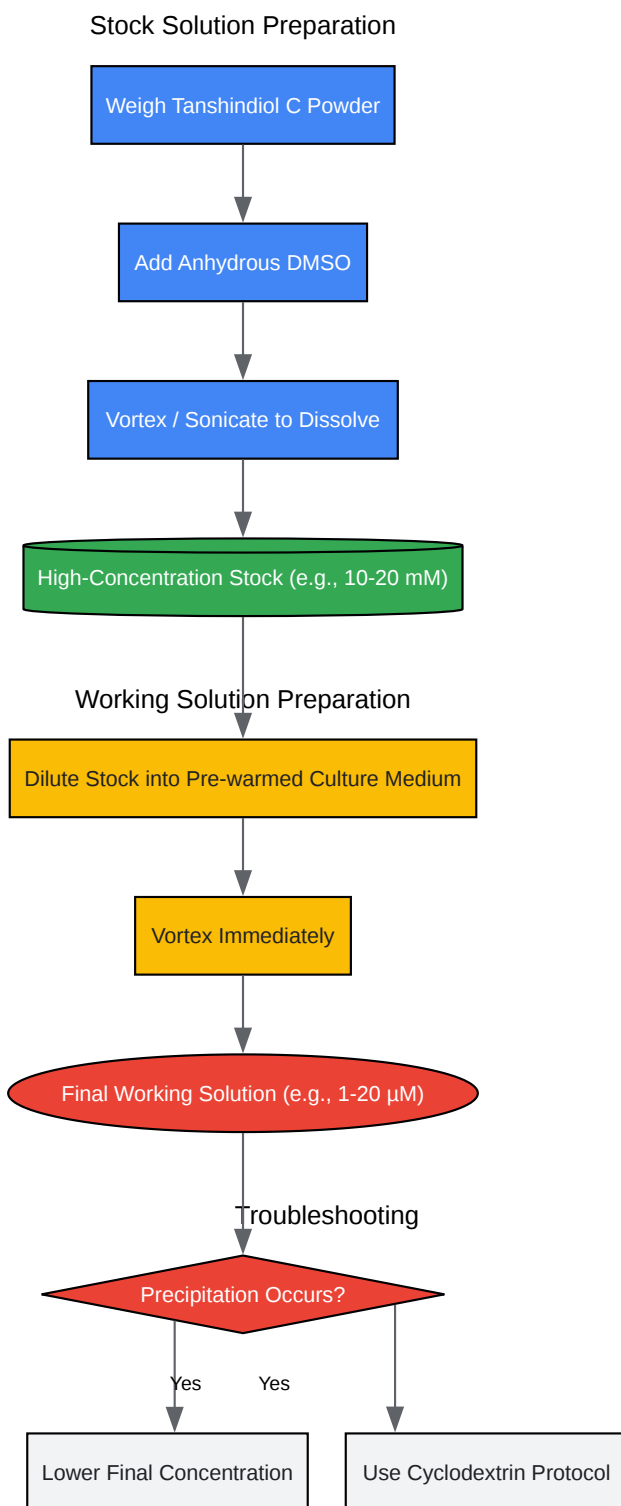 Stock Solution Preparation
Weigh Tanshindiol C Powder
Add Anhydrous DMSO
Vortex / Sonicate to Dissolve
High-Concentration Stock (e.g., 10-20 mM)
Working Solution Preparation
Dilute Stock into Pre-warmed Culture Medium
Vortex Immediately
Final Working Solution (e.g., 1-20 µM)
Troubleshooting
Precipitation Occurs?
Yes
Yes
Lower Final Concentration
Use Cyclodextrin Protocol